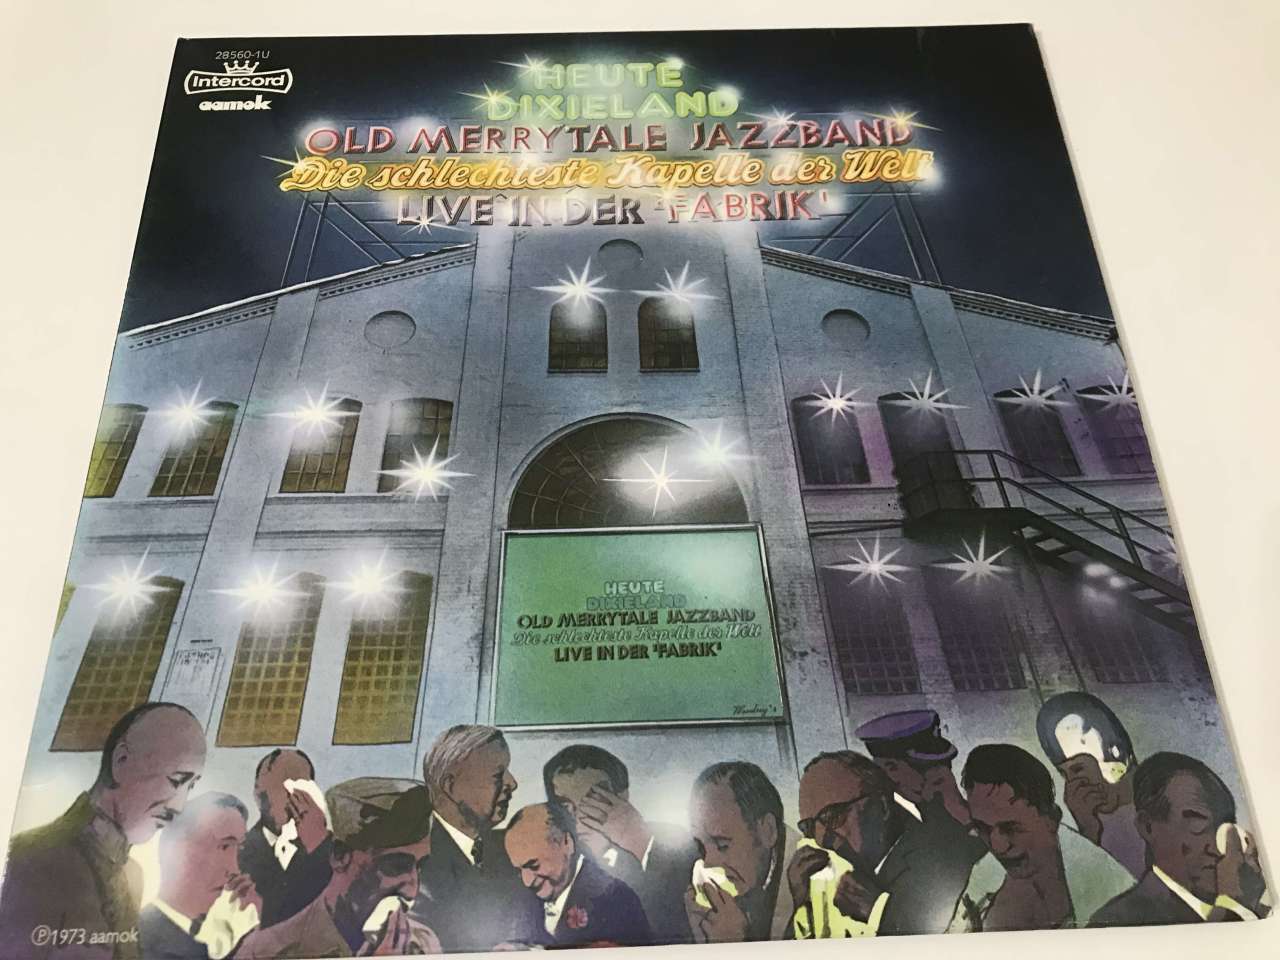 28560-1U
Intercord
aamok
HEUTE
DIXIELAND
OLD MERRYTALE JAZZBAND
Die schlechteste Kapelle der Welt
LIVE IN DER 'FABRIK'
HEUTE
DIXIELAND
OLD MERRYTALE JAZZBAND
Die schlechteste Kapelle der Welt
LIVE IN DER 'FABRIK'
Ⓟ1973 aamok